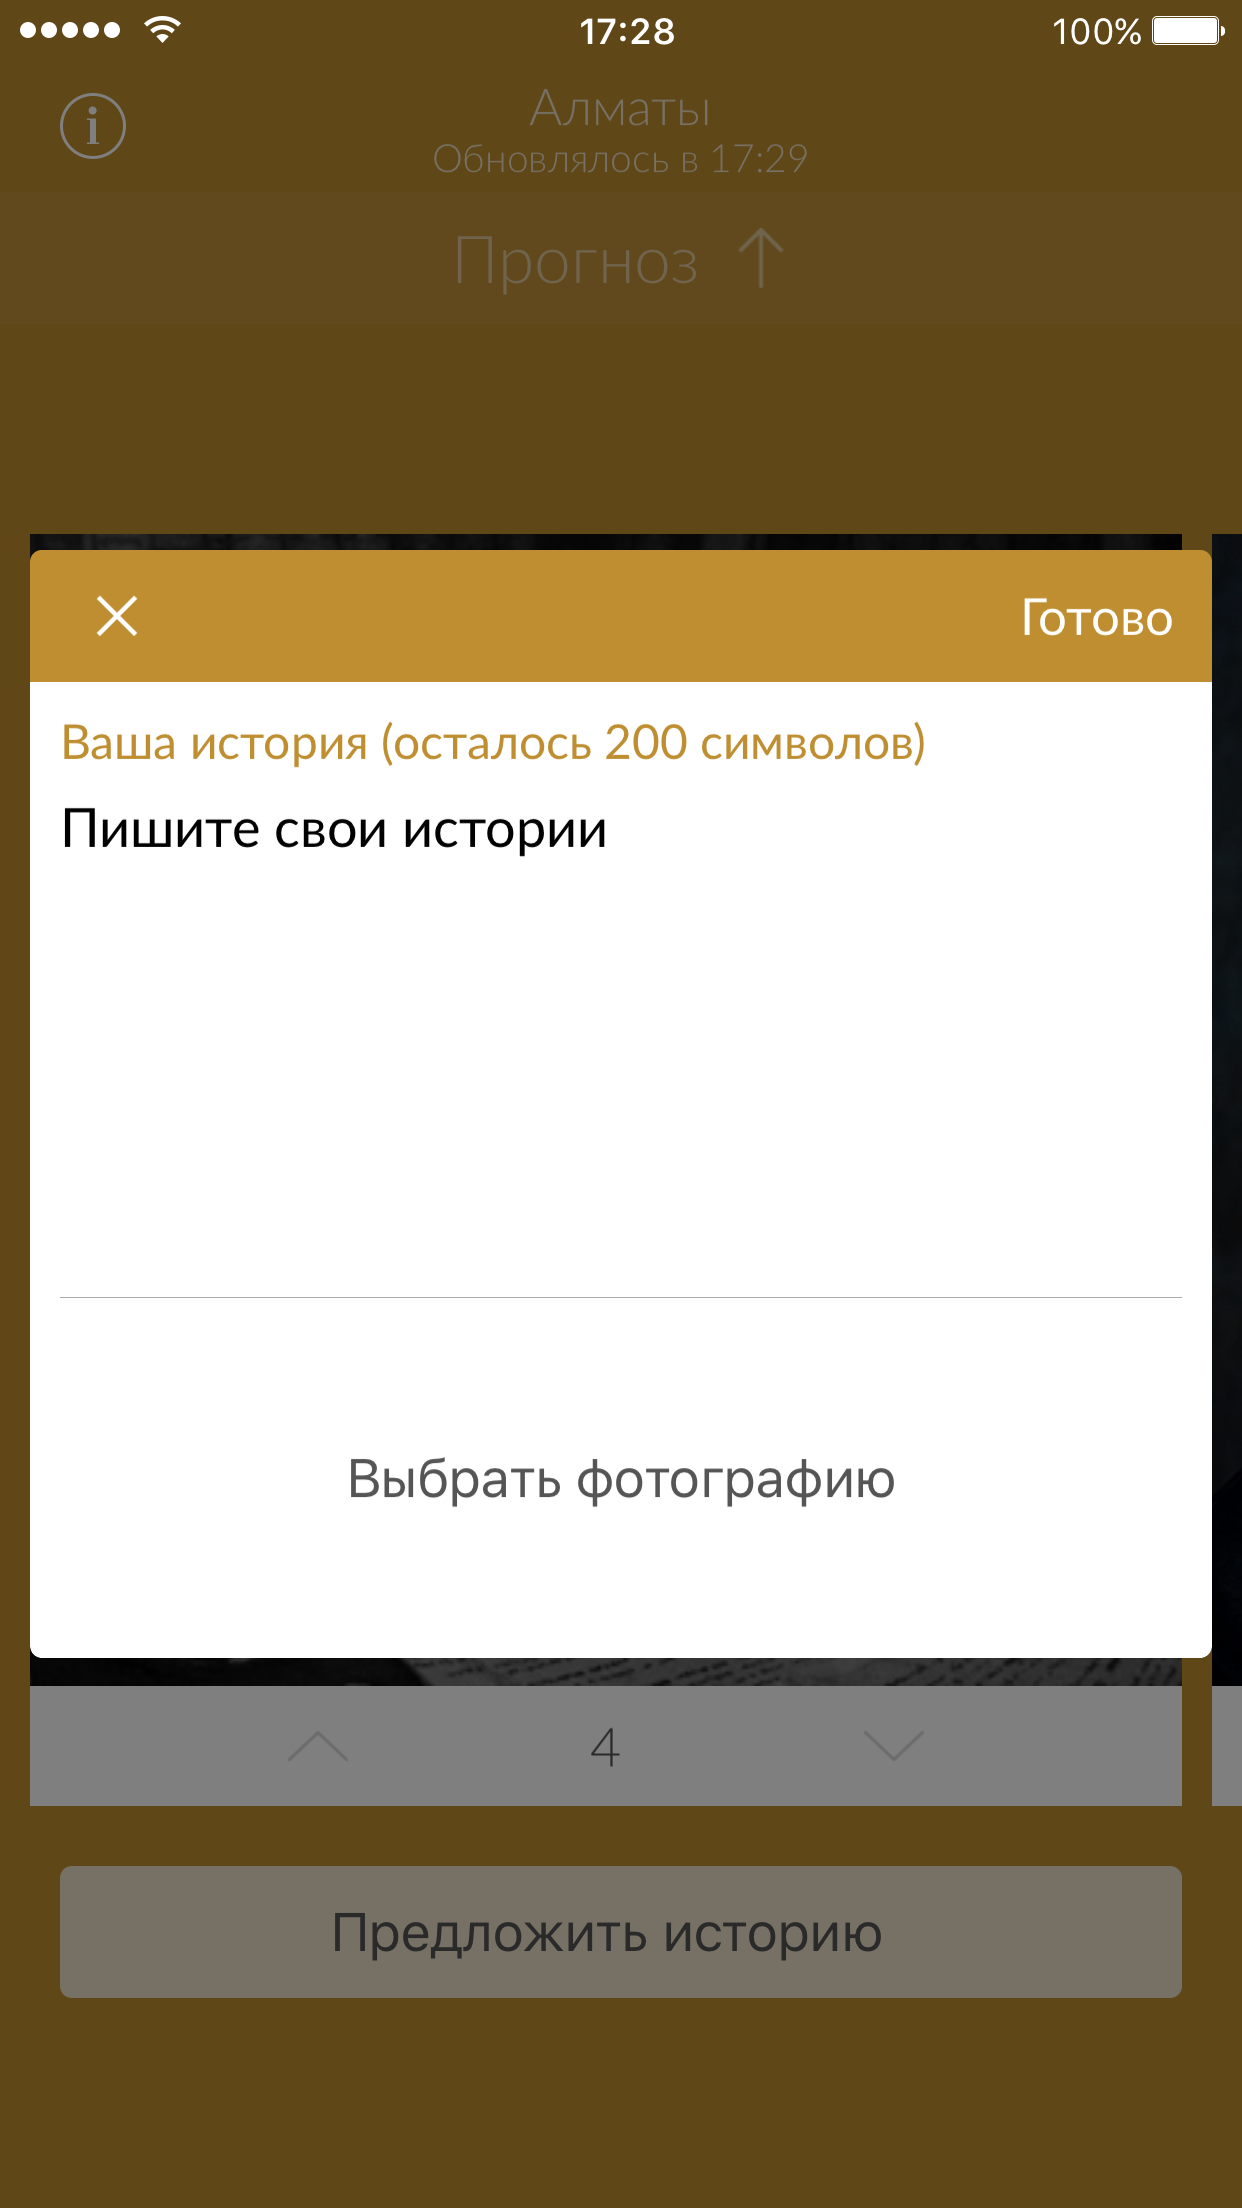 17:28
100%
Алматы
Обновлялось в 17:29
Прогноз
Готово
Ваша история (осталось 200 символов)
Пишите свои истории
Выбрать фотографию
4
Предложить историю